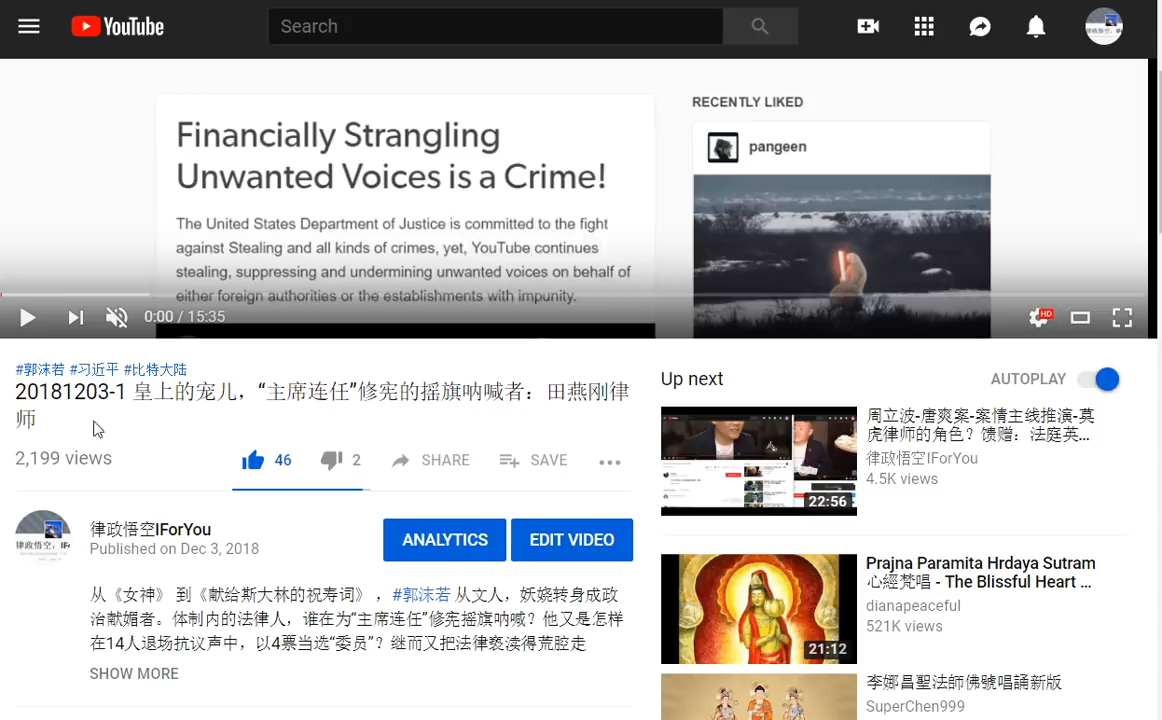 YouTube
Search
Financially Strangling
Unwanted Voices is a Crime!
The United States Department of Justice is committed to the fight
against Stealing and all kinds of crimes, yet, YouTube continues
stealing, suppressing and undermining unwanted voices on behalf of
either foreign authorities or the establishments with impunity.
RECENTLY LIKED
pangeen
0:00 / 15:35
HD
#郭沫若 #习近平 #比特大陆
20181203-1 皇上的宠儿，“主席连任”修宪的摇旗呐喊者：田燕刚律
师
2,199 views
46
2
SHARE
SAVE
律政悟空IForYou
Published on Dec 3, 2018
ANALYTICS
EDIT VIDEO
从《女神》 到《献给斯大林的祝寿词》，#郭沫若 从文人，妖娆转身成政
治献媚者。体制内的法律人，谁在为“主席连任”修宪摇旗呐喊？他又是怎样
在14人退场抗议声中，以4票当选“委员”？继而又把法律亵渎得荒腔走
SHOW MORE
Up next
AUTOPLAY
22:56
周立波-唐爽案-案情主线推演-莫
虎律师的角色？馈赠：法庭英...
律政悟空IForYou
4.5K views
21:12
Prajna Paramita Hrdaya Sutram
心經梵唱 - The Blissful Heart ...
dianapeaceful
521K views
李娜昌聖法師佛號唱誦新版
SuperChen999